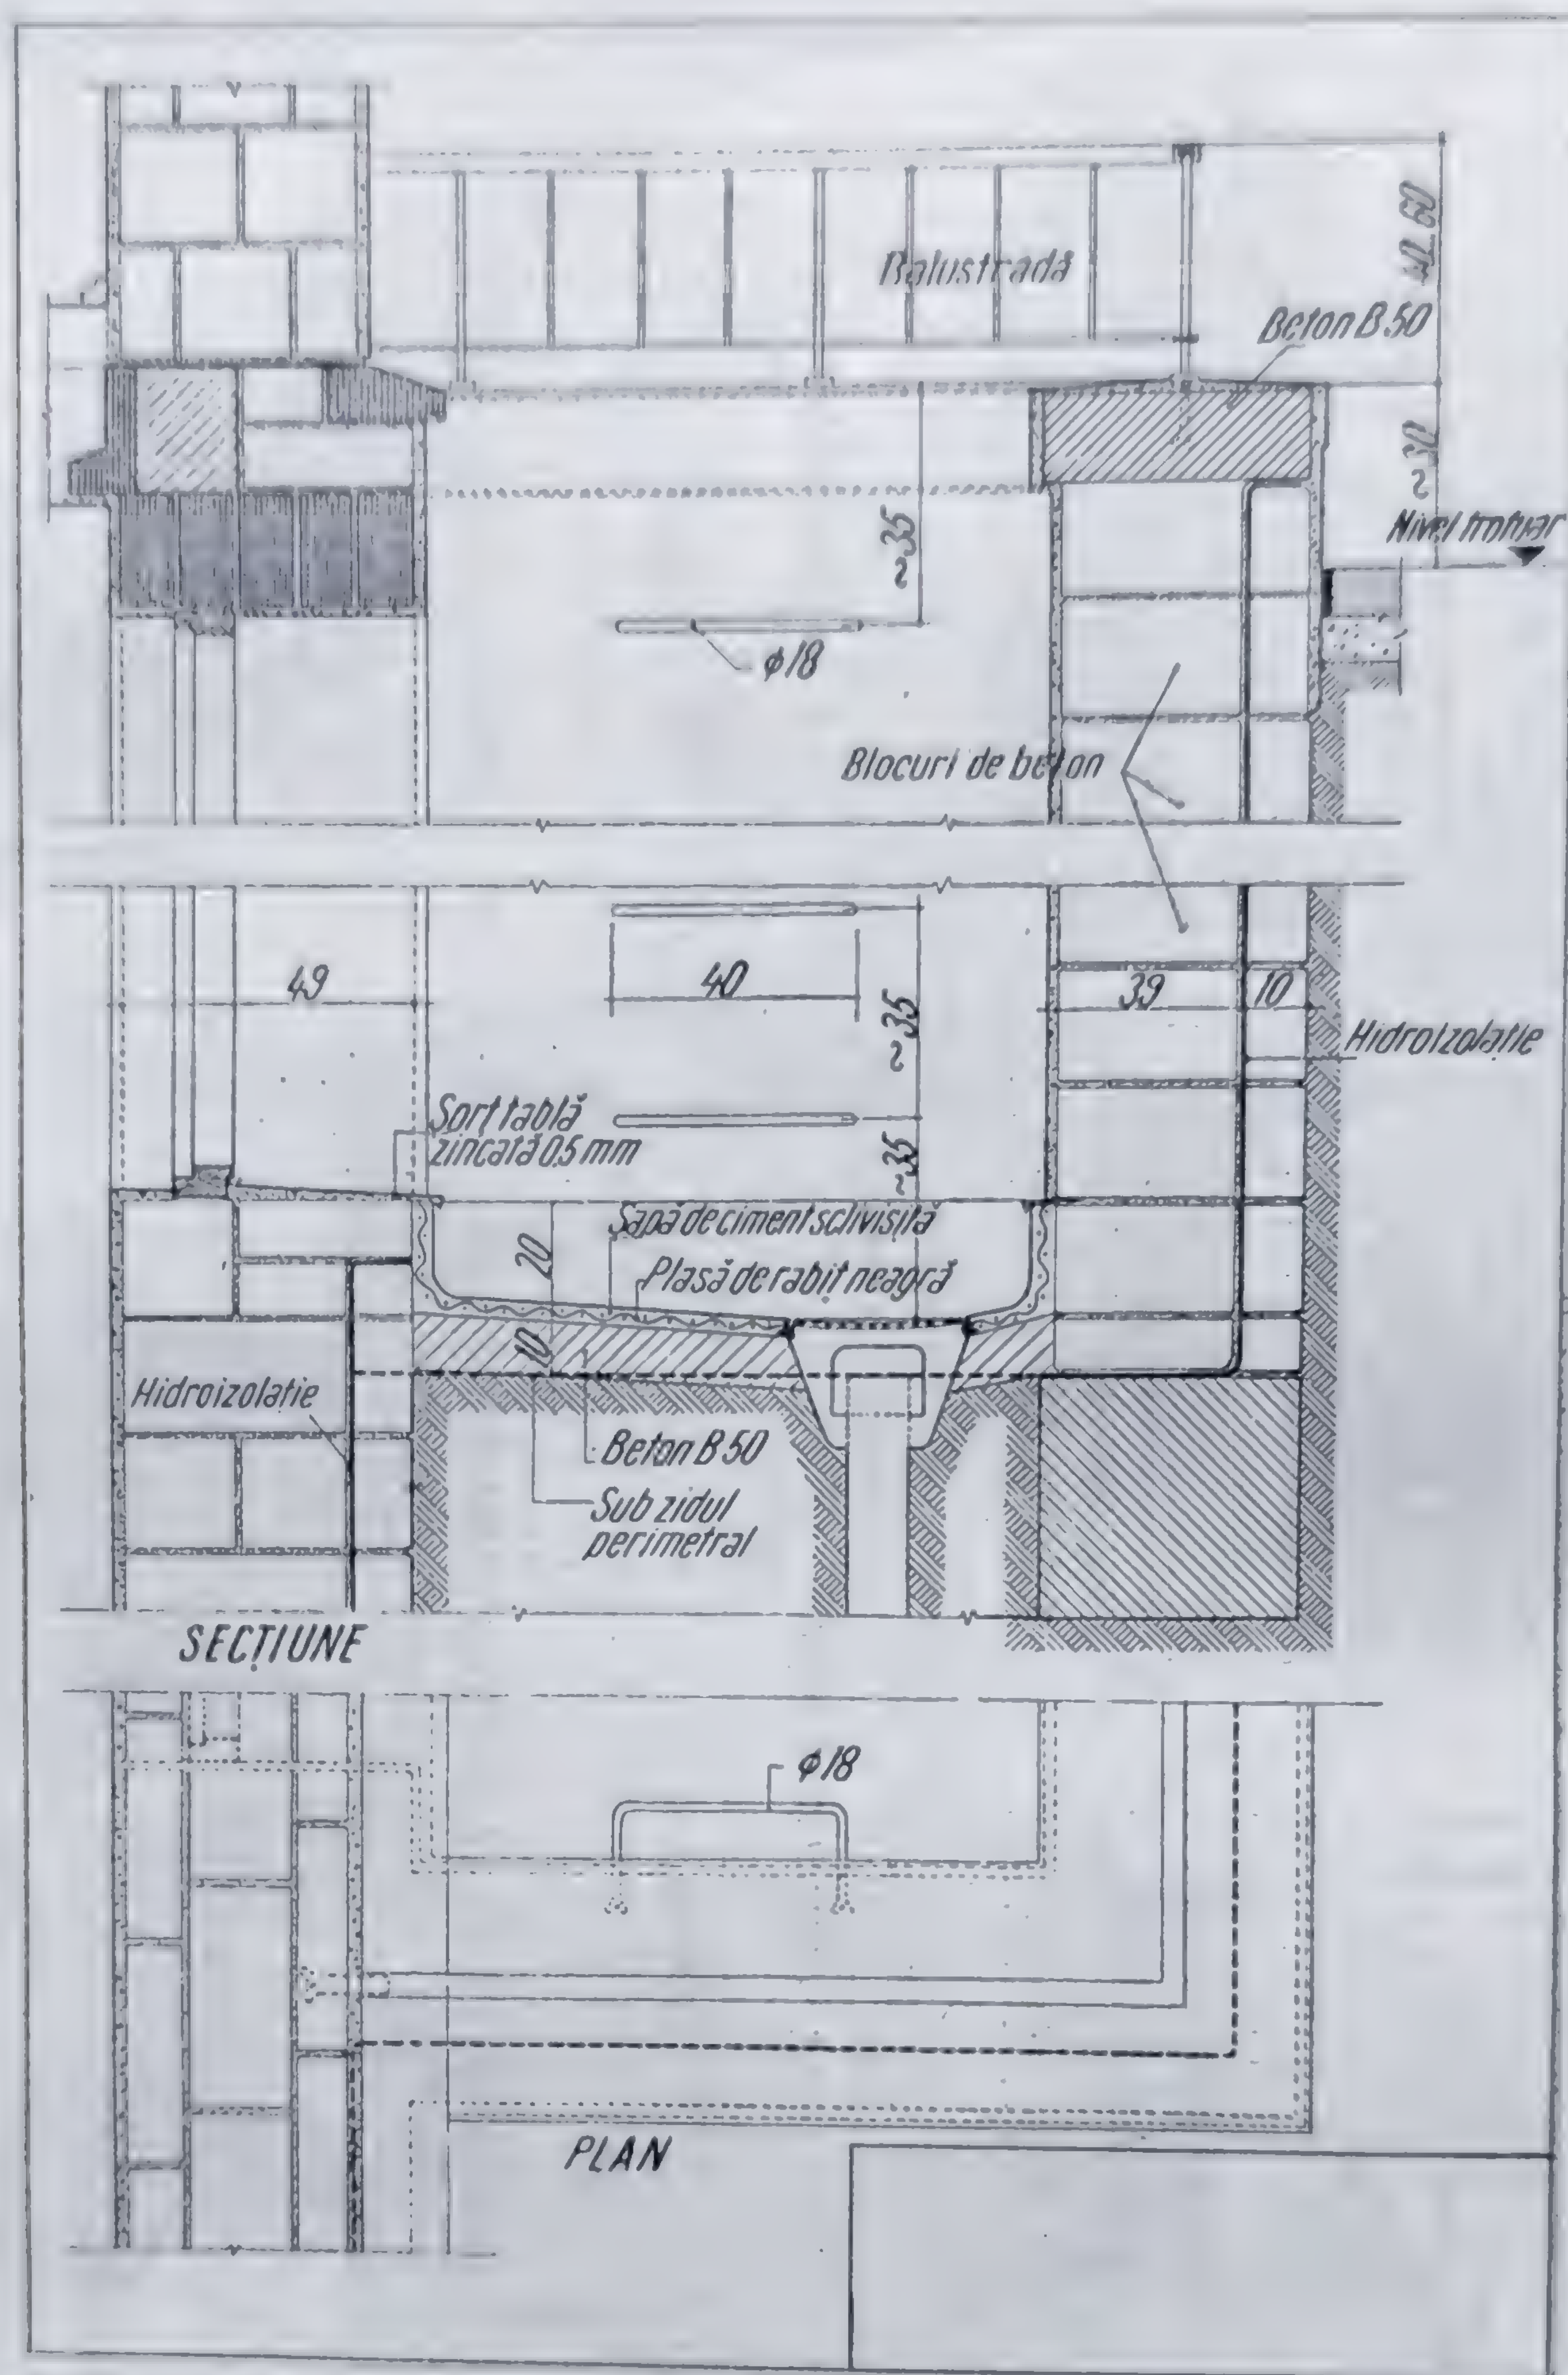 Balustradă
60
Beton B 50
~30
~35
Nivel trotuar
ϕ18
Blocuri de beton
49
40
39
10
~35
Hidroizolație
Șorț tablă
zincată 0,5 mm
~35
Șapă de ciment sclivisită
20
Plasă de rabiț neagră
10
Hidroizolație
Beton B 50
Sub zidul
perimetral
SECȚIUNE
ϕ18
PLAN